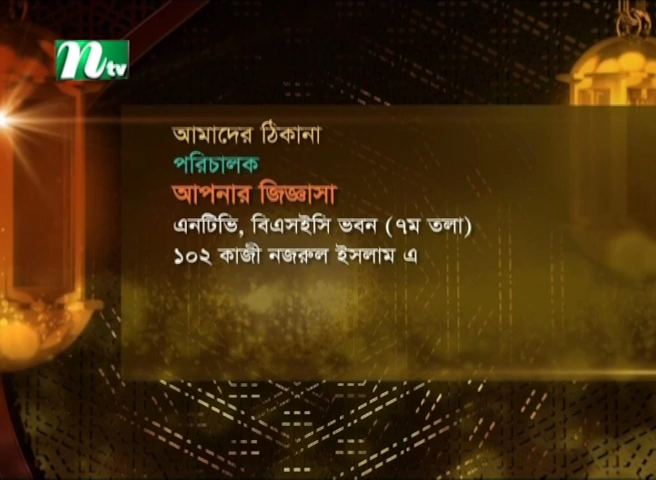 ntv
আমাদের ঠিকানা
পরিচালক
আপনার জিজ্ঞাসা
এনটিভি, বিএসইসি ভবন (৭ম তলা)
১০২ কাজী নজরুল ইসলাম এ